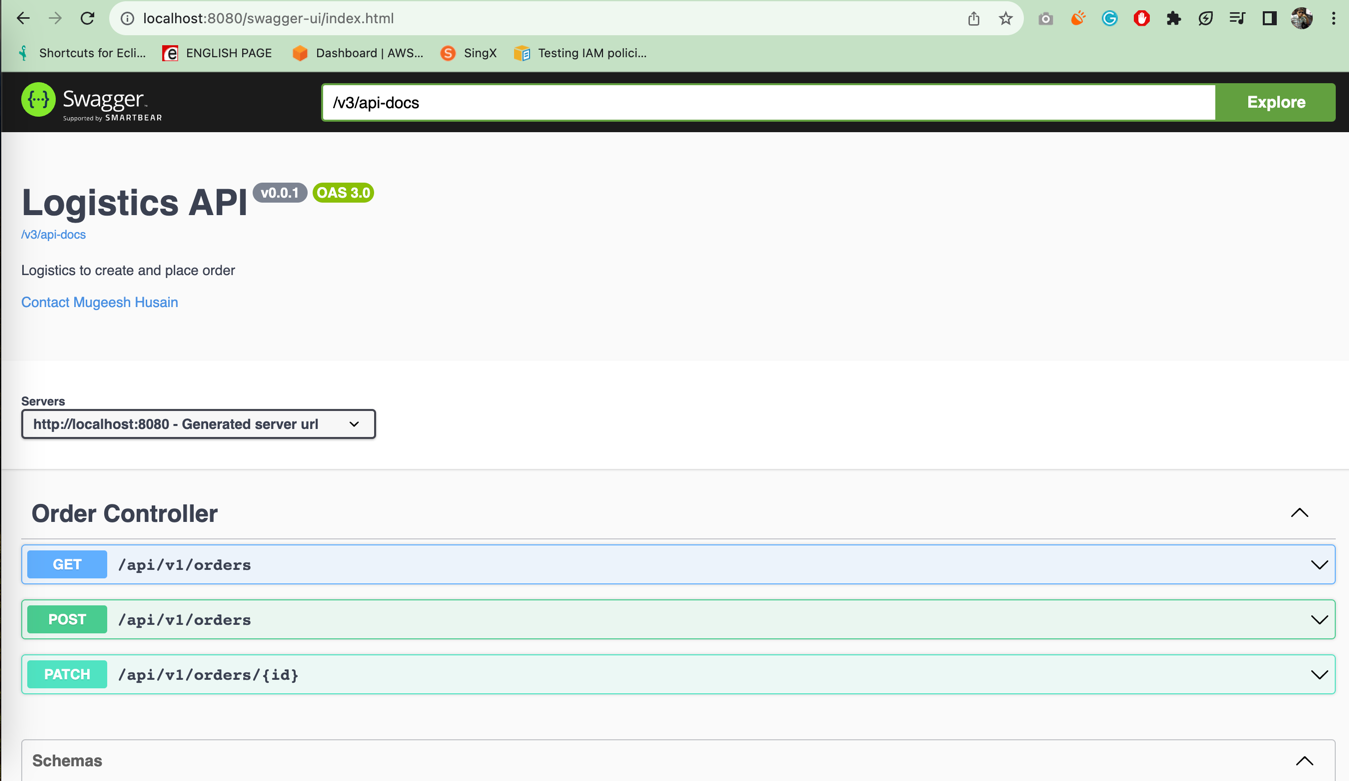 localhost:8080/swagger-ui/index.html
Shortcuts for Ecli... ENGLISH PAGE Dashboard | AWS... SingX Testing IAM polici...
Swagger
Supported by SMARTBEAR
/v3/api-docs
Explore
Logistics API v0.0.1 OAS 3.0
/v3/api-docs
Logistics to create and place order
Contact Mugeesh Husain
Servers
http://localhost:8080 - Generated server url
Order Controller
GET /api/v1/orders
POST /api/v1/orders
PATCH /api/v1/orders/{id}
Schemas